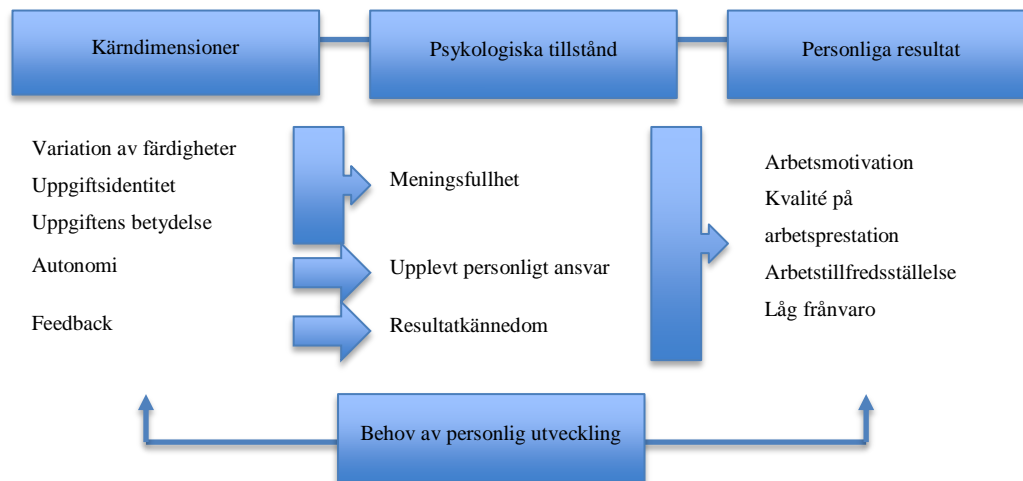 Kärndimensioner
Psykologiska tillstånd
Personliga resultat
Variation av färdigheter
Uppgiftsidentitet
Uppgiftens betydelse
Autonomi
Feedback
Meningsfullhet
Upplevt personligt ansvar
Resultatkännedom
Arbetsmotivation
Kvalité på
arbetsprestation
Arbetstillfredsställelse
Låg frånvaro
Behov av personlig utveckling